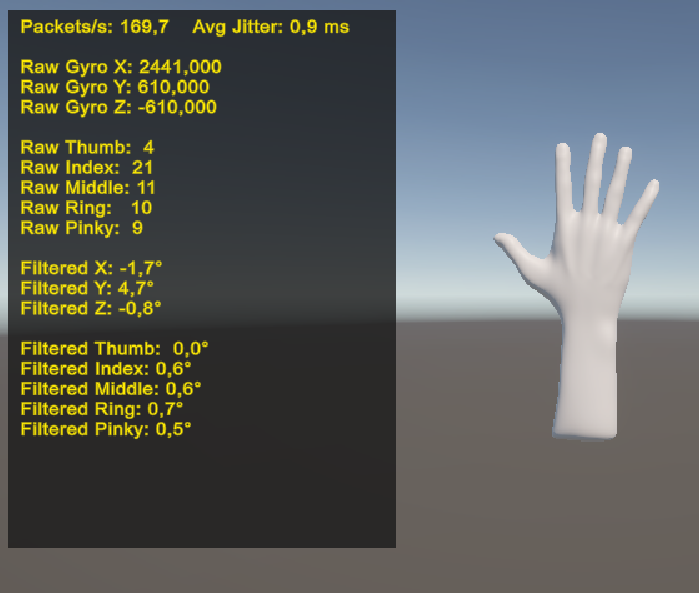 Packets/s: 169,7 Avg Jitter: 0,9 ms
Raw Gyro X: 2441,000
Raw Gyro Y: 610,000
Raw Gyro Z: -610,000
Raw Thumb: 4
Raw Index: 21
Raw Middle: 11
Raw Ring: 10
Raw Pinky: 9
Filtered X: -1,7°
Filtered Y: 4,7°
Filtered Z: -0,8°
Filtered Thumb: 0,0°
Filtered Index: 0,6°
Filtered Middle: 0,6°
Filtered Ring: 0,7°
Filtered Pinky: 0,5°